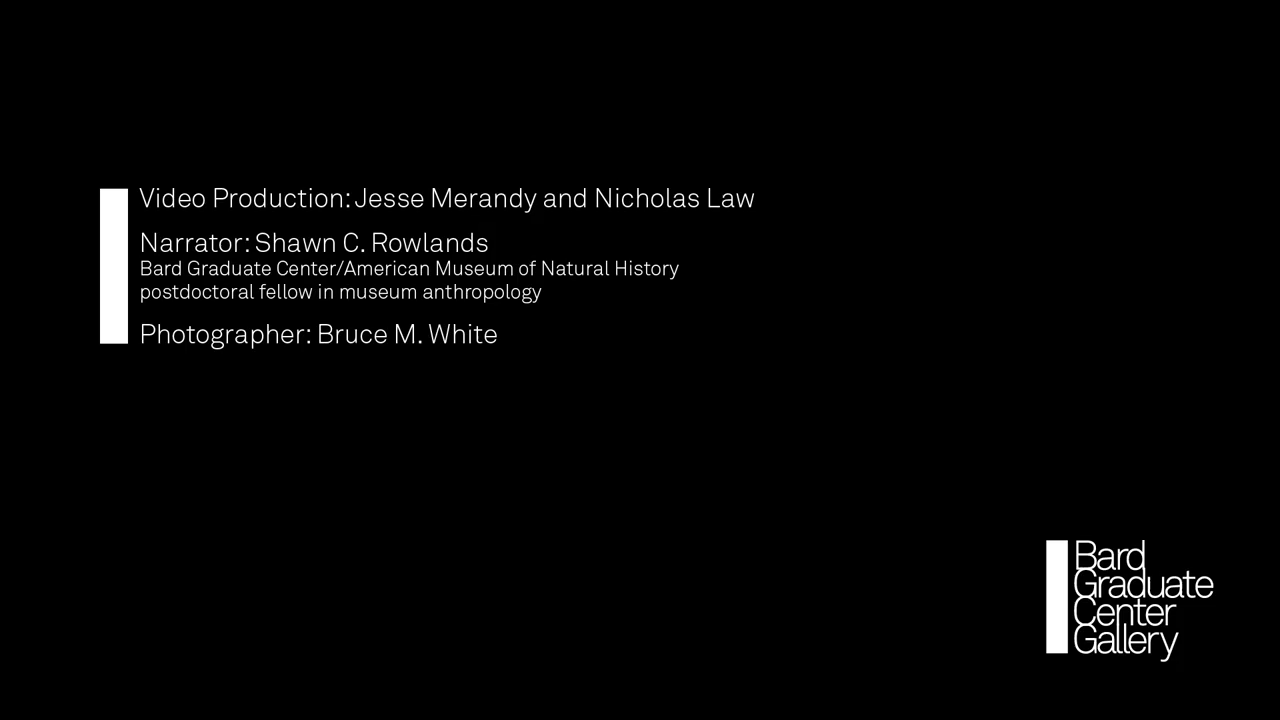 Video Production: Jesse Merandy and Nicholas Law
Narrator: Shawn C. Rowlands
Bard Graduate Center/American Museum of Natural History
postdoctoral fellow in museum anthropology
Photographer: Bruce M. White
Bard
Graduate
Center
Gallery